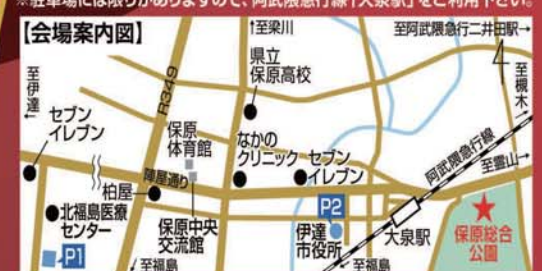 ※駐車場には限りがありますので、阿武隈急行線「大泉駅」をご利用下さい。
【会場案内図】
↑至梁川
至阿武隈急行二井田駅→
県立
保原高校
至伊達
↓
R349
至槻木
↑
セブン
イレブン
保原
体育館
なかの
クリニック
セブン
イレブン
阿武隈急行線
至霊山→
陣屋通り
柏屋
北福島医療
センター
P1
保原中央
交流館
P2
伊達
市役所
大泉駅
保原総合
公園
↓至福島
↓至福島